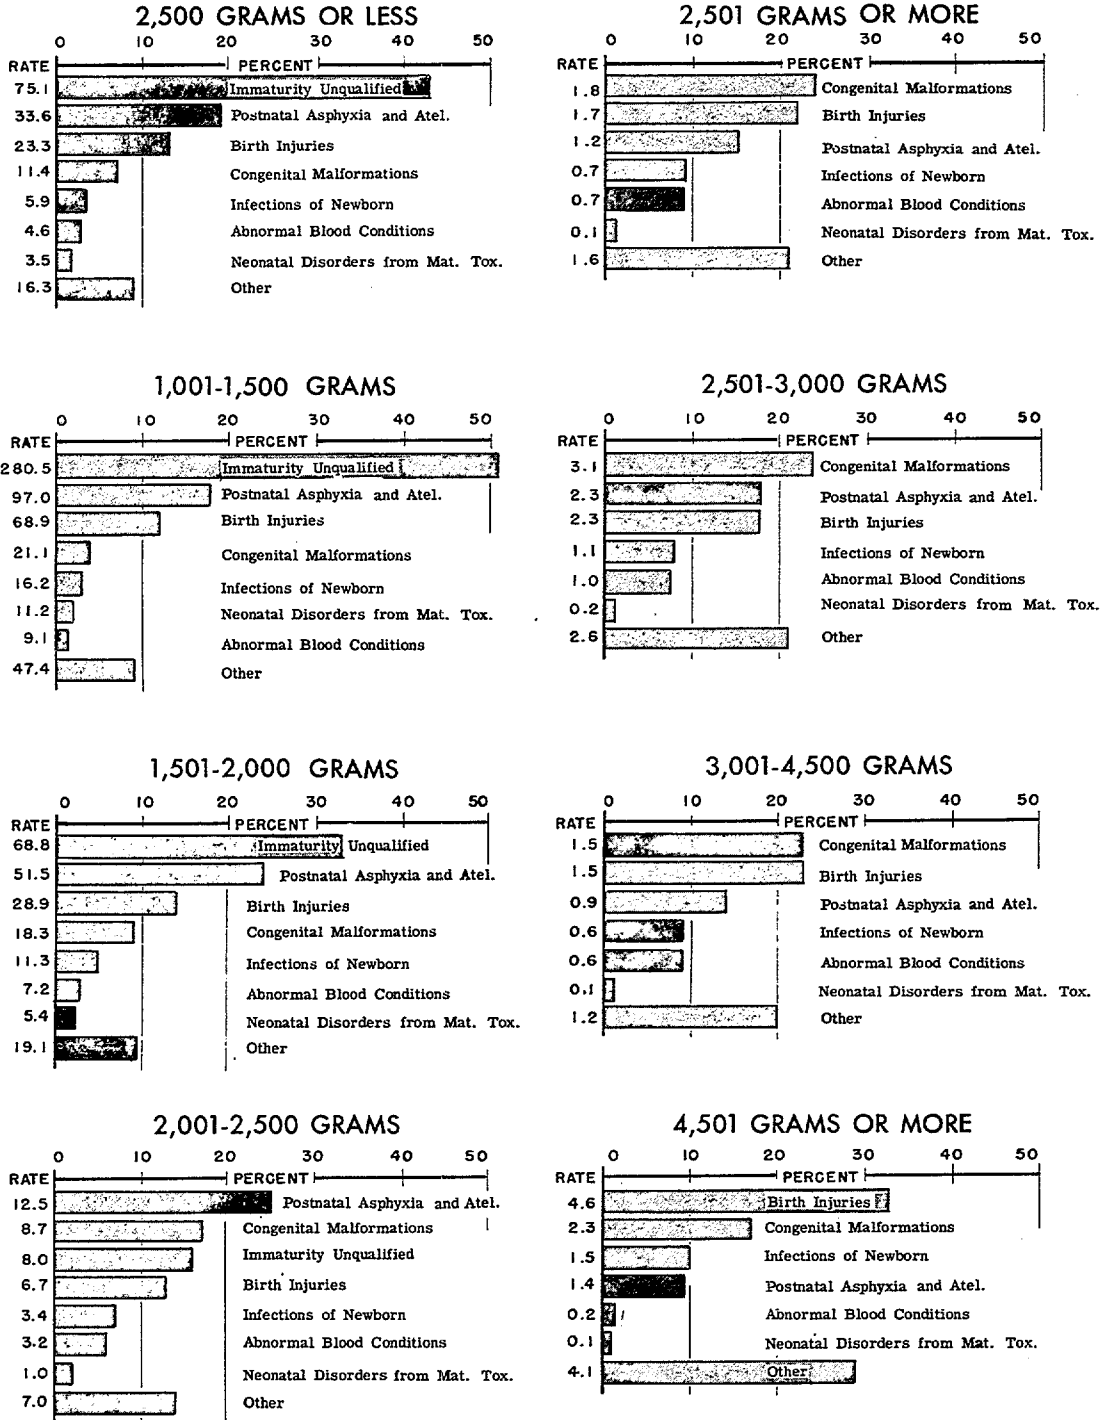 2,500 GRAMS OR LESS
0 10 20 30 40 50
RATE PERCENT
75.1 Immaturity Unqualified
33.6 Postnatal Asphyxia and Atel.
23.3 Birth Injuries
11.4 Congenital Malformations
5.9 Infections of Newborn
4.6 Abnormal Blood Conditions
3.5 Neonatal Disorders from Mat. Tox.
16.3 Other
2,501 GRAMS OR MORE
0 10 20 30 40 50
RATE PERCENT
1.8 Congenital Malformations
1.7 Birth Injuries
1.2 Postnatal Asphyxia and Atel.
0.7 Infections of Newborn
0.7 Abnormal Blood Conditions
0.1 Neonatal Disorders from Mat. Tox.
1.6 Other
1,001-1,500 GRAMS
0 10 20 30 40 50
RATE PERCENT
280.5 Immaturity Unqualified
97.0 Postnatal Asphyxia and Atel.
68.9 Birth Injuries
21.1 Congenital Malformations
16.2 Infections of Newborn
11.2 Neonatal Disorders from Mat. Tox.
9.1 Abnormal Blood Conditions
47.4 Other
2,501-3,000 GRAMS
0 10 20 30 40 50
RATE PERCENT
3.1 Congenital Malformations
2.3 Postnatal Asphyxia and Atel.
2.3 Birth Injuries
1.1 Infections of Newborn
1.0 Abnormal Blood Conditions
0.2 Neonatal Disorders from Mat. Tox.
2.6 Other
1,501-2,000 GRAMS
0 10 20 30 40 50
RATE PERCENT
68.8 Immaturity Unqualified
51.5 Postnatal Asphyxia and Atel.
28.9 Birth Injuries
18.3 Congenital Malformations
11.3 Infections of Newborn
7.2 Abnormal Blood Conditions
5.4 Neonatal Disorders from Mat. Tox.
19.1 Other
3,001-4,500 GRAMS
0 10 20 30 40 50
RATE PERCENT
1.5 Congenital Malformations
1.5 Birth Injuries
0.9 Postnatal Asphyxia and Atel.
0.6 Infections of Newborn
0.6 Abnormal Blood Conditions
0.1 Neonatal Disorders from Mat. Tox.
1.2 Other
2,001-2,500 GRAMS
0 10 20 30 40 50
RATE PERCENT
12.5 Postnatal Asphyxia and Atel.
8.7 Congenital Malformations
8.0 Immaturity Unqualified
6.7 Birth Injuries
3.4 Infections of Newborn
3.2 Abnormal Blood Conditions
1.0 Neonatal Disorders from Mat. Tox.
7.0 Other
4,501 GRAMS OR MORE
0 10 20 30 40 50
RATE PERCENT
4.6 Birth Injuries
2.3 Congenital Malformations
1.5 Infections of Newborn
1.4 Postnatal Asphyxia and Atel.
0.2 Abnormal Blood Conditions
0.1 Neonatal Disorders from Mat. Tox.
4.1 Other